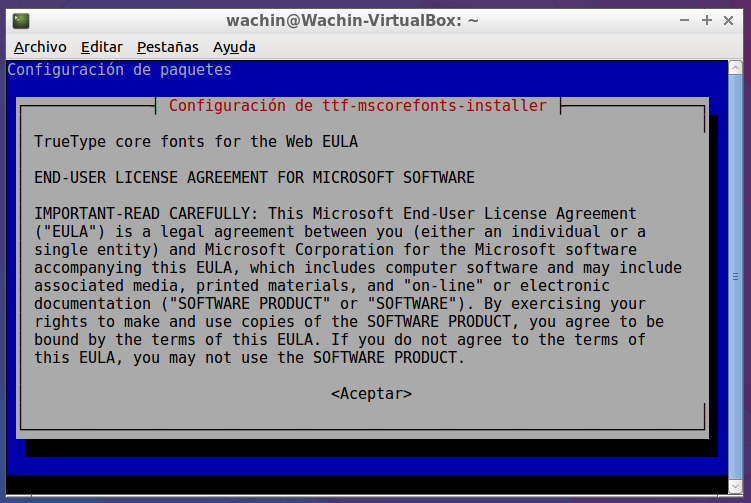 wachin@Wachin-VirtualBox: ~
Archivo Editar Pestañas Ayuda
Configuración de paquetes
Configuración de ttf-mscorefonts-installer
TrueType core fonts for the Web EULA
END-USER LICENSE AGREEMENT FOR MICROSOFT SOFTWARE
IMPORTANT-READ CAREFULLY: This Microsoft End-User License Agreement
("EULA") is a legal agreement between you (either an individual or a
single entity) and Microsoft Corporation for the Microsoft software
accompanying this EULA, which includes computer software and may include
associated media, printed materials, and "on-line" or electronic
documentation ("SOFTWARE PRODUCT" or "SOFTWARE"). By exercising your
rights to make and use copies of the SOFTWARE PRODUCT, you agree to be
bound by the terms of this EULA. If you do not agree to the terms of
this EULA, you may not use the SOFTWARE PRODUCT.
<Aceptar>